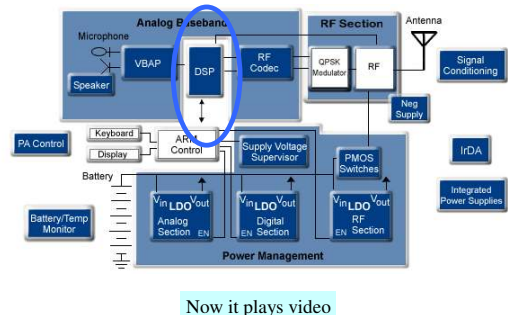 Analog Baseband
RF Section
Antenna
Microphone
VBAP
DSP
RF
Codec
QPSK
Modulator
RF
Signal
Conditioning
Speaker
Neg
Supply
PA Control
Keyboard
Display
ARM
Control
Supply Voltage
Supervisor
PMOS
Switches
IrDA
Battery
Integrated
Power Supplies
Battery/Temp
Monitor
Vin LDO Vout
Analog
Section
EN
Vin LDO Vout
Digital
Section
EN
Vin LDO Vout
RF
Section
EN
Power Management
Now it plays video